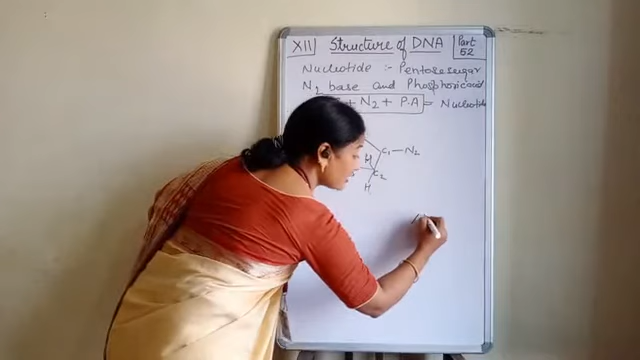 XII Structure of DNA Part 52
Nucleotide :- Pentose sugar
N2 base and Phosphoric acid
+ N2 + P.A = Nucleotide
C1 — N2
H
C2
H